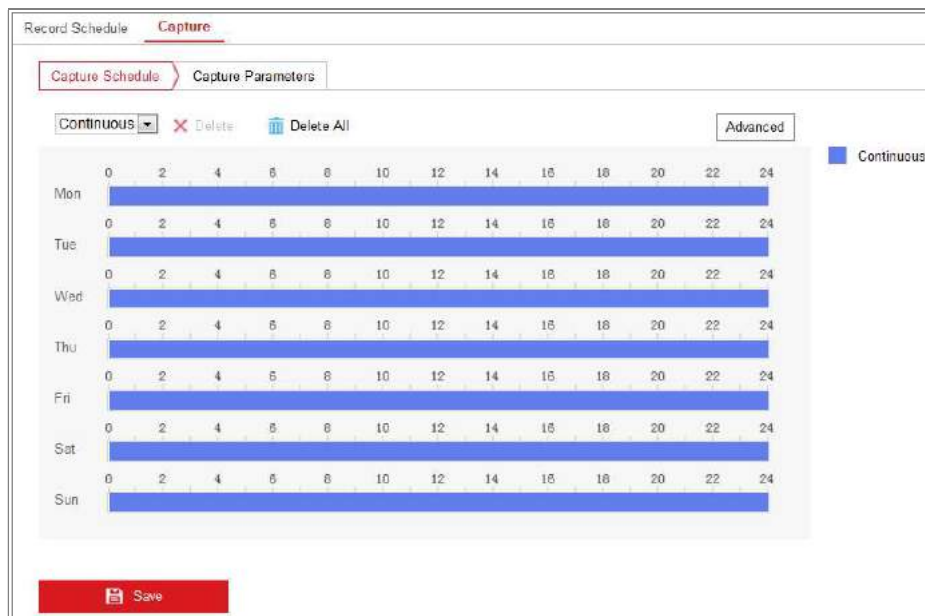 Record Schedule Capture
Capture Schedule Capture Parameters
Continuous Delete Delete All Advanced
Continuous
0 2 4 6 8 10 12 14 16 18 20 22 24
Mon
0 2 4 6 8 10 12 14 16 18 20 22 24
Tue
0 2 4 6 8 10 12 14 16 18 20 22 24
Wed
0 2 4 6 8 10 12 14 16 18 20 22 24
Thu
0 2 4 6 8 10 12 14 16 18 20 22 24
Fri
0 2 4 6 8 10 12 14 16 18 20 22 24
Sat
0 2 4 6 8 10 12 14 16 18 20 22 24
Sun
Save